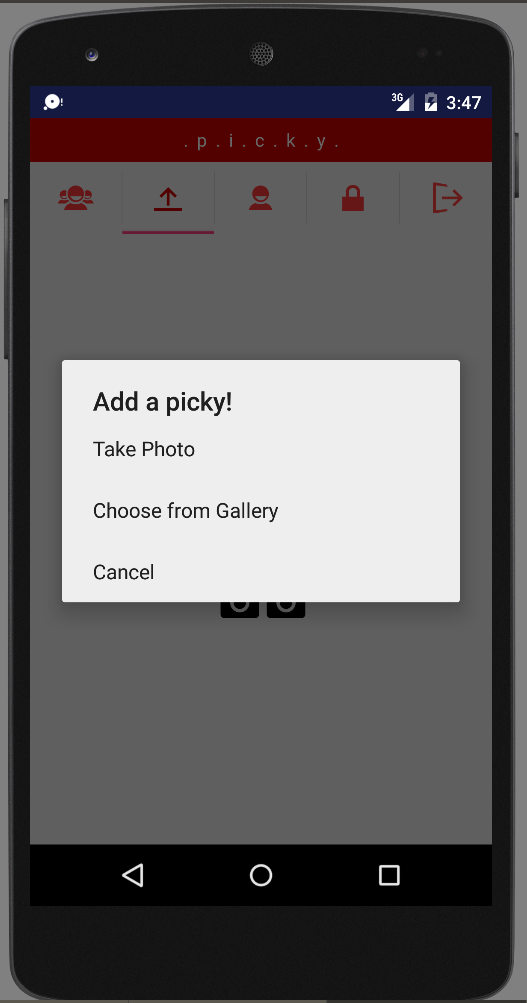 3G 3:47
. p . i . c . k . y .
Add a picky!
Take Photo
Choose from Gallery
Cancel